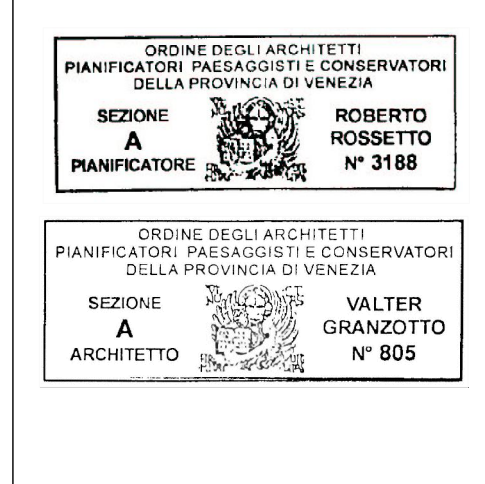 ORDINE DEGLI ARCHITETTI
PIANIFICATORI PAESAGGISTI E CONSERVATORI
DELLA PROVINCIA DI VENEZIA
SEZIONE
A
PIANIFICATORE
ROBERTO
ROSSETTO
N° 3188
ORDINE DEGLI ARCHITETTI
PIANIFICATORI PAESAGGISTI E CONSERVATORI
DELLA PROVINCIA DI VENEZIA
SEZIONE
A
ARCHITETTO
VALTER
GRANZOTTO
N° 805